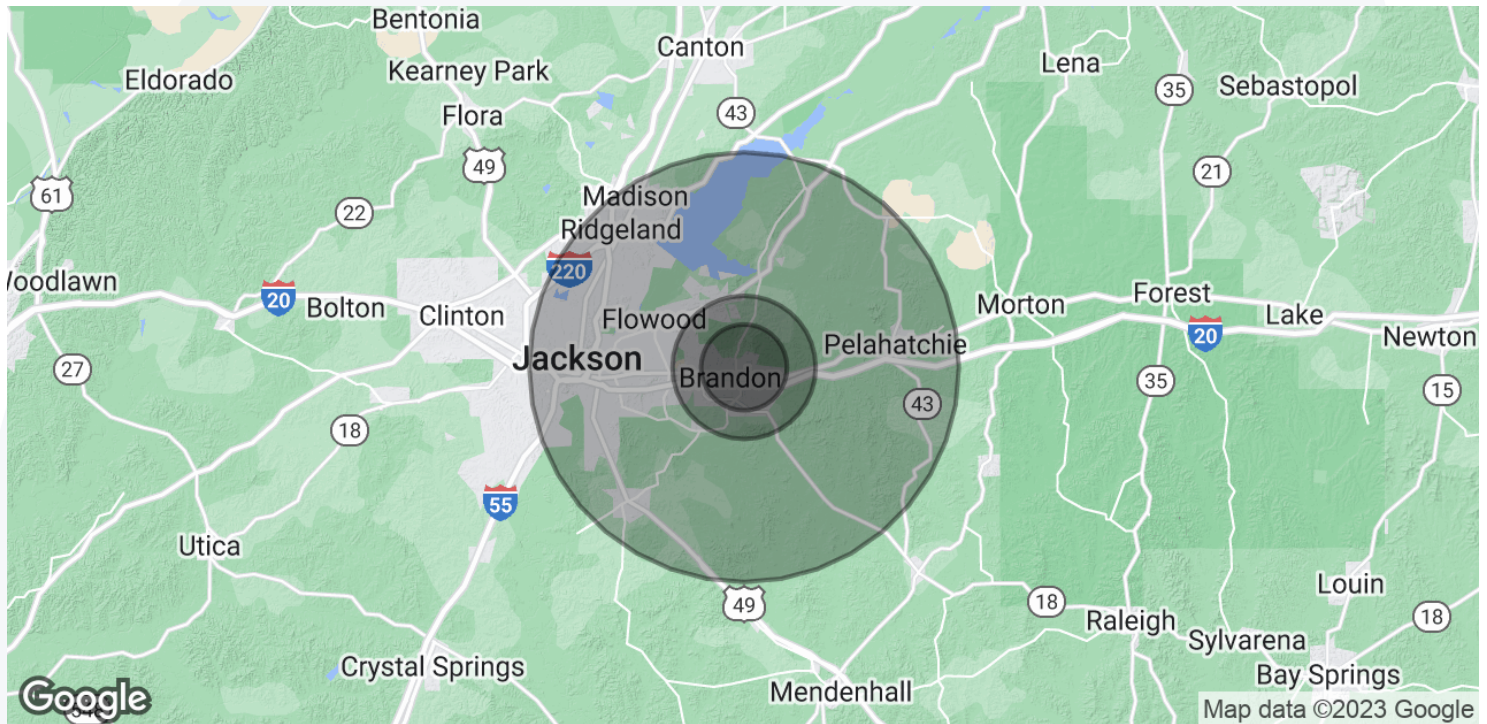 Bentonia
Canton
Eldorado
Kearney Park
Lena
Sebastopol
35
43
Flora
49
61
21
22
Madison
Ridgeland
220
Woodlawn
20
Bolton
Clinton
Flowood
Morton
Forest
Lake
20
Newton
Jackson
Pelahatchie
27
Brandon
35
15
43
18
55
Utica
49
18
Louin
18
Raleigh
Sylvarena
Crystal Springs
Mendenhall
Bay Springs
Google
Map data ©2023 Google